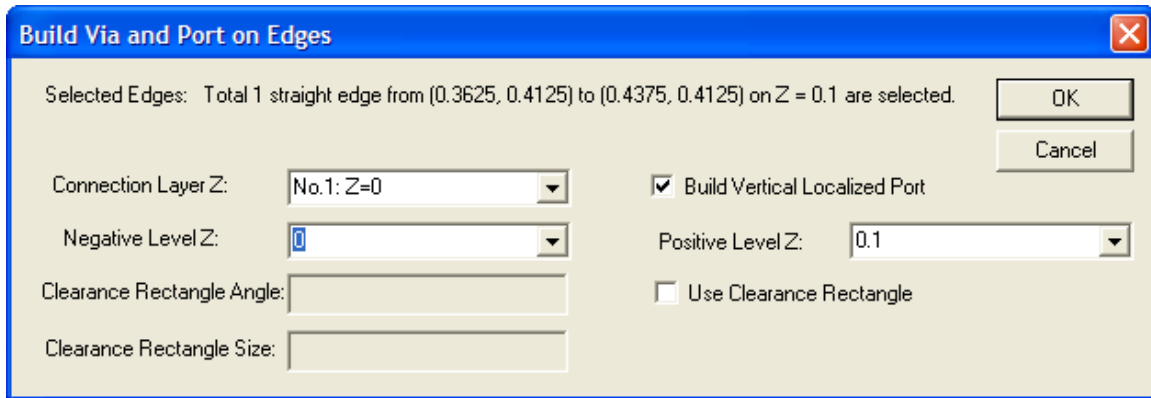 Build Via and Port on Edges
Selected Edges: Total 1 straight edge from (0.3625, 0.4125) to (0.4375, 0.4125) on Z = 0.1 are selected.
OK
Cancel
Connection Layer Z: No.1: Z=0
Build Vertical Localized Port
Negative Level Z: 0
Positive Level Z: 0.1
Clearance Rectangle Angle:
Use Clearance Rectangle
Clearance Rectangle Size: